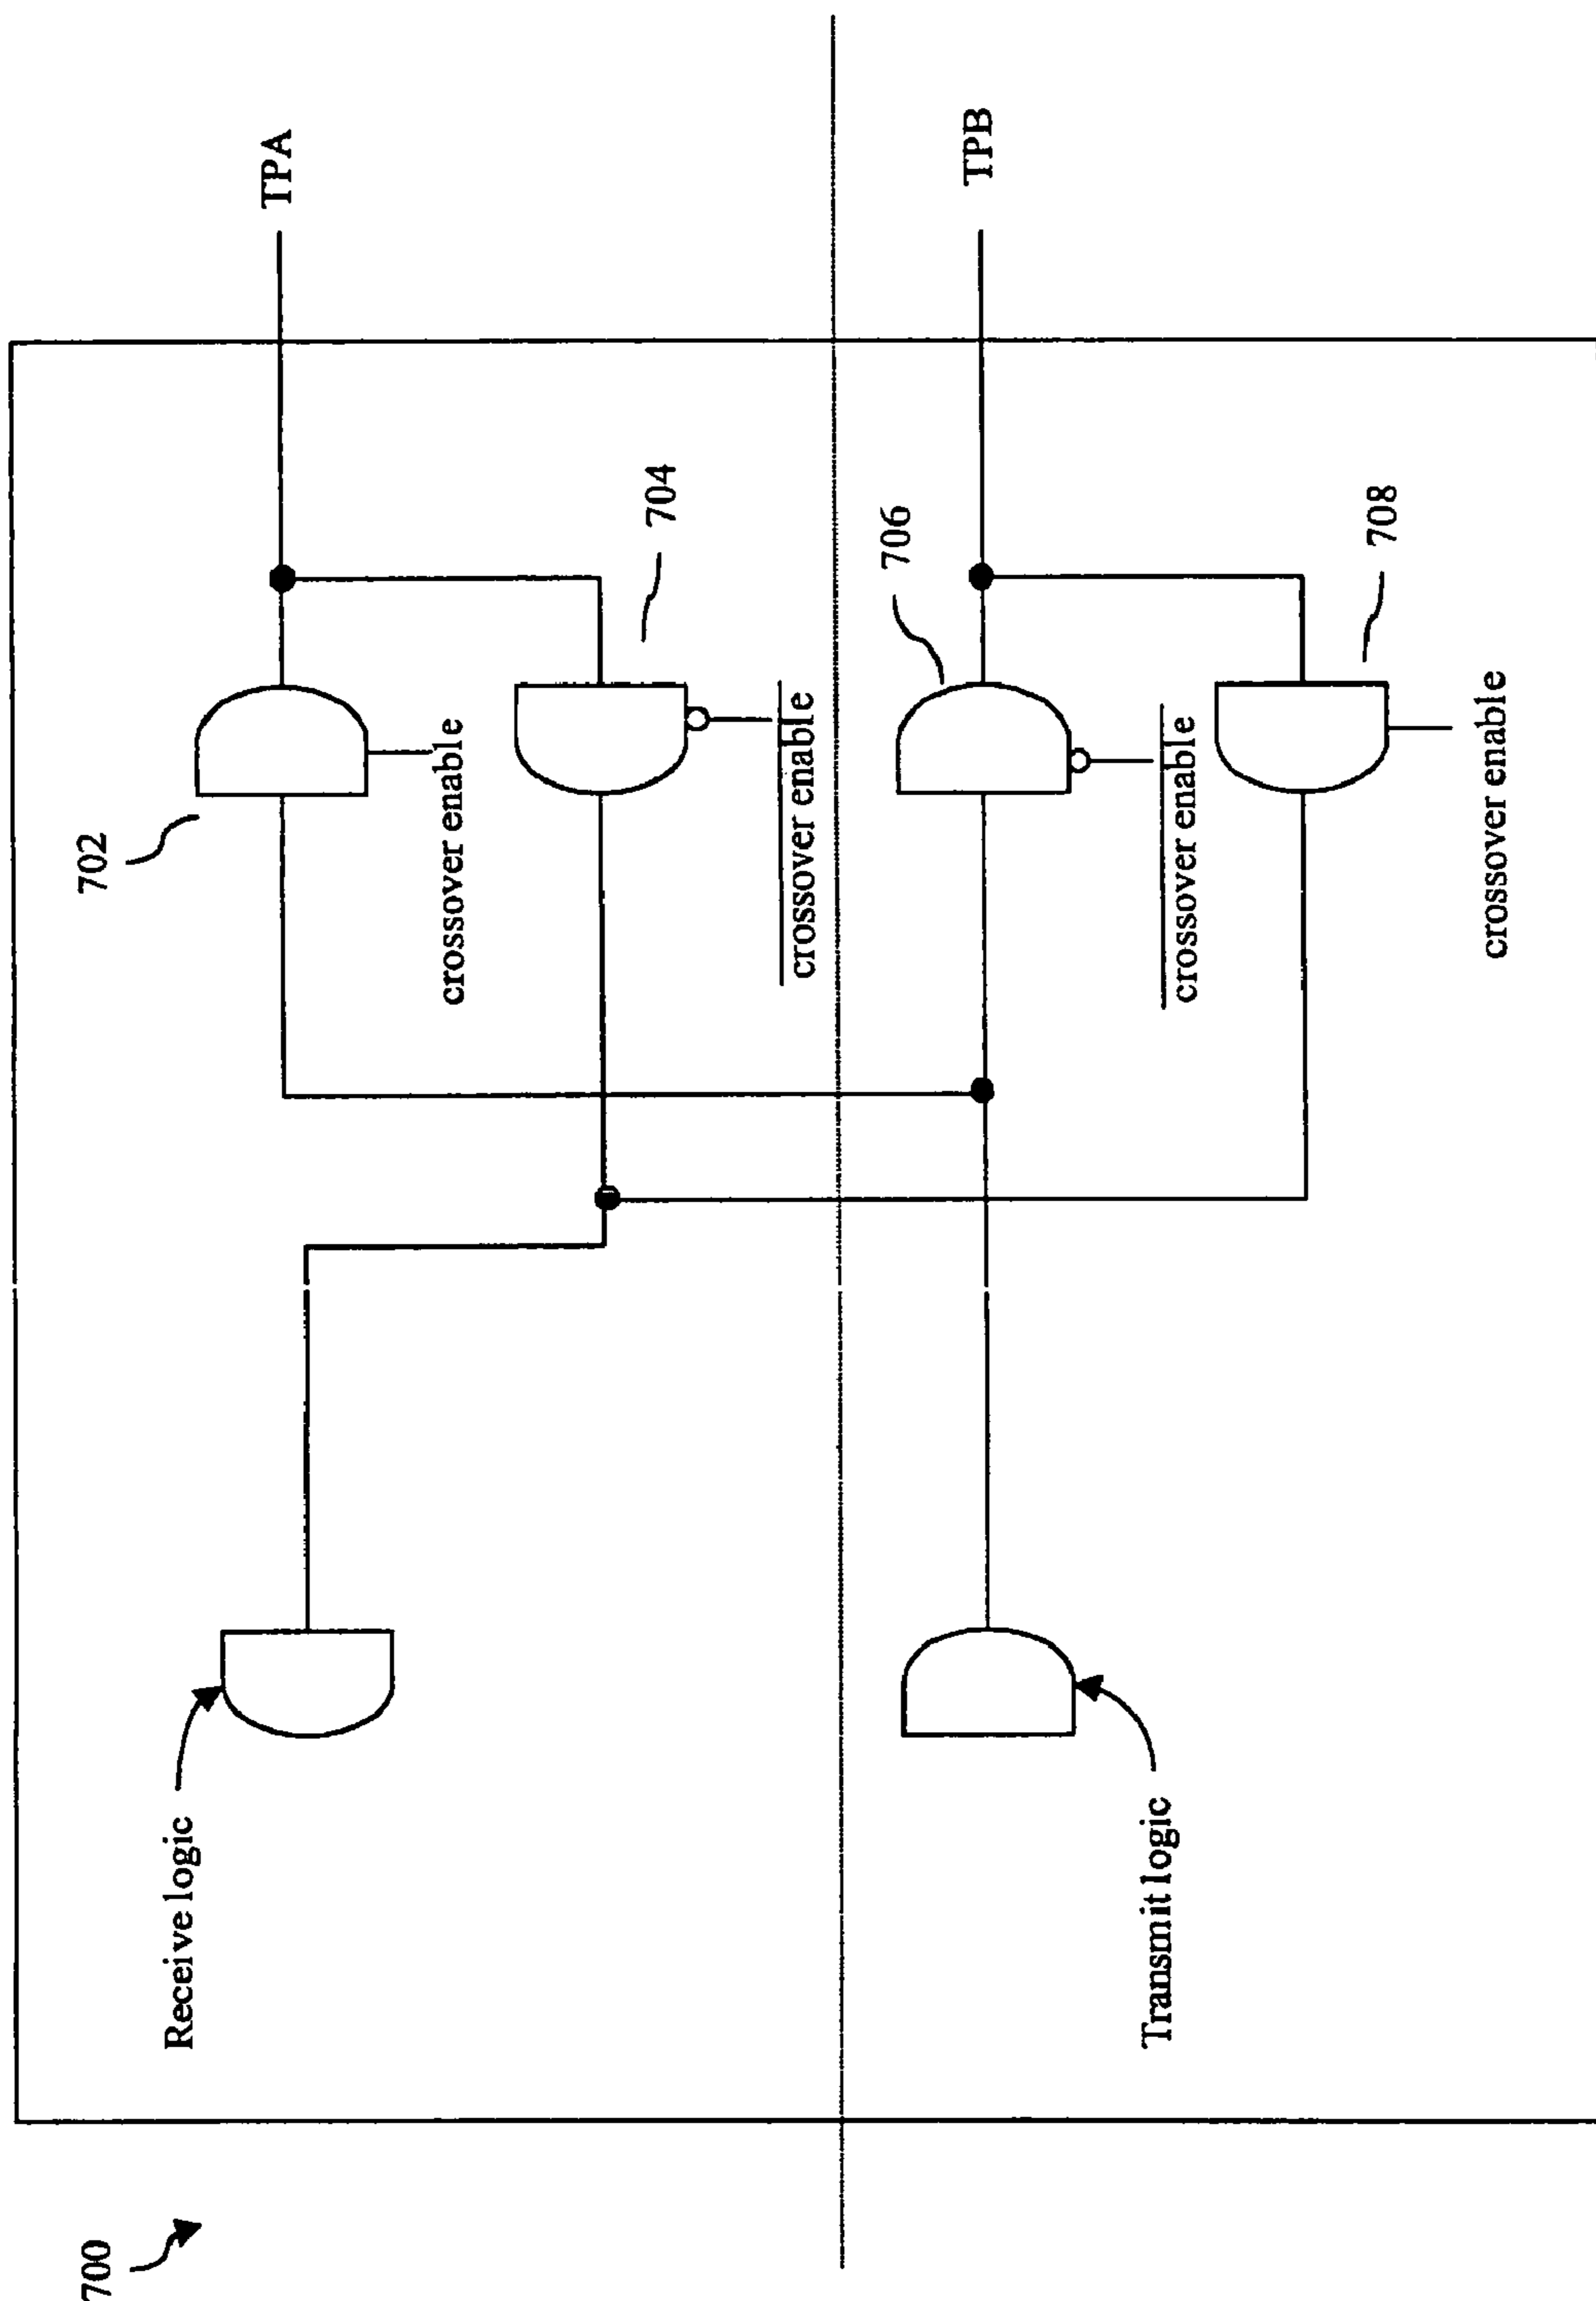 700
Receive logic
Transmit logic
702
crossover enable
704
crossover enable
706
crossover enable
708
crossover enable
TPA
TPB